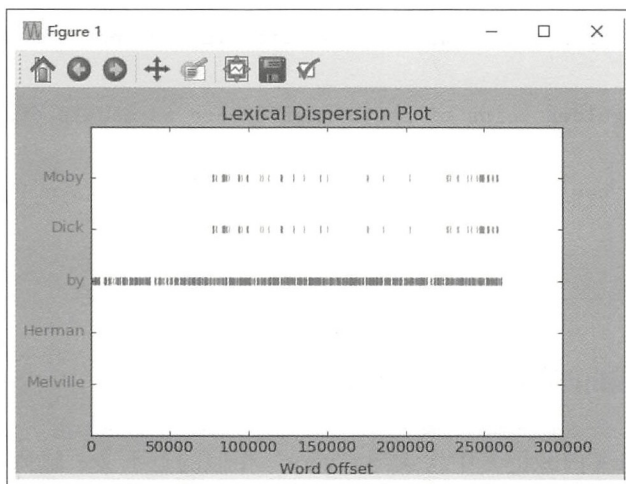 Figure 1
Lexical Dispersion Plot
Moby
Dick
by
Herman
Melville
0 50000 100000 150000 200000 250000 300000
Word Offset